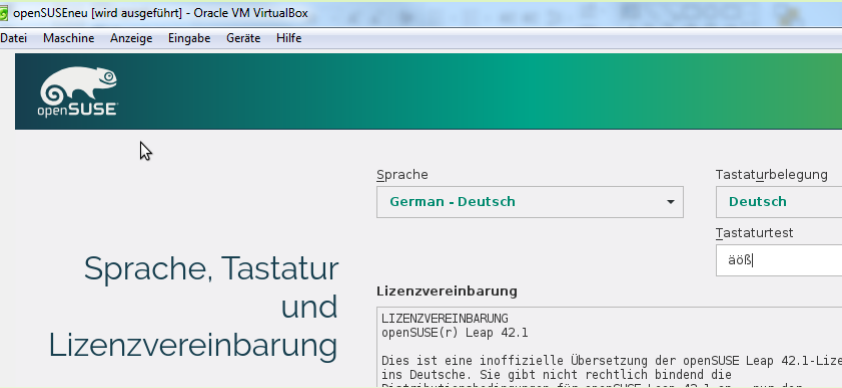 openSUSEneu [wird ausgeführt] - Oracle VM VirtualBox
Datei Maschine Anzeige Eingabe Geräte Hilfe
openSUSE
Sprache Tastaturbelegung
German - Deutsch Deutsch
Tastaturtest
äöß
Sprache, Tastatur
und
Lizenzvereinbarung
Lizenzvereinbarung
LIZENZVEREINBARUNG
openSUSE(r) Leap 42.1
Dies ist eine inoffizielle Übersetzung der openSUSE Leap 42.1-Lize
ins Deutsche. Sie gibt nicht rechtlich bindend die